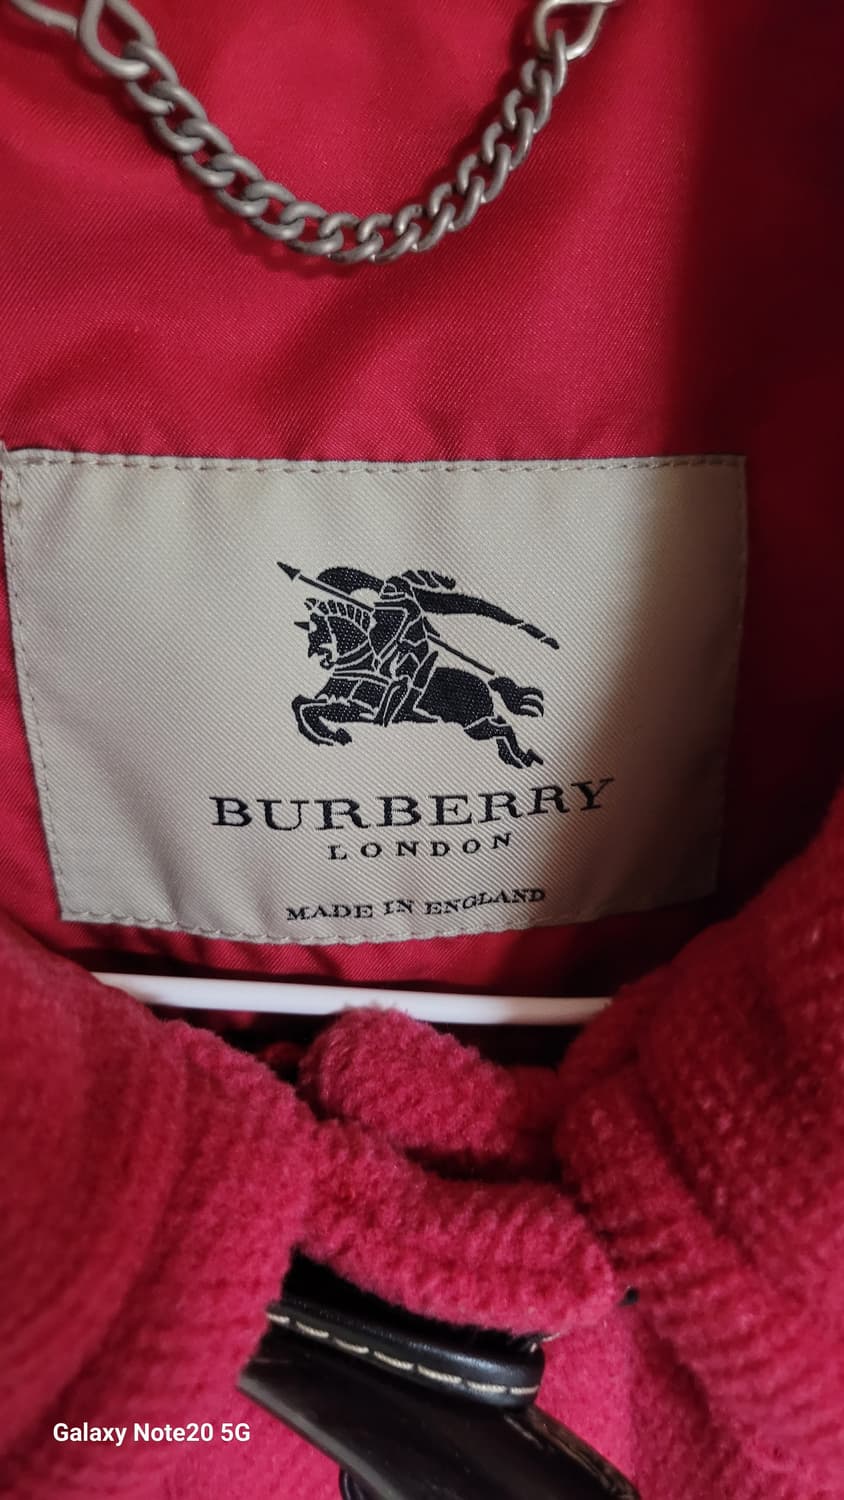 BURBERRY
LONDON
MADE IN ENGLAND
Galaxy Note20 5G